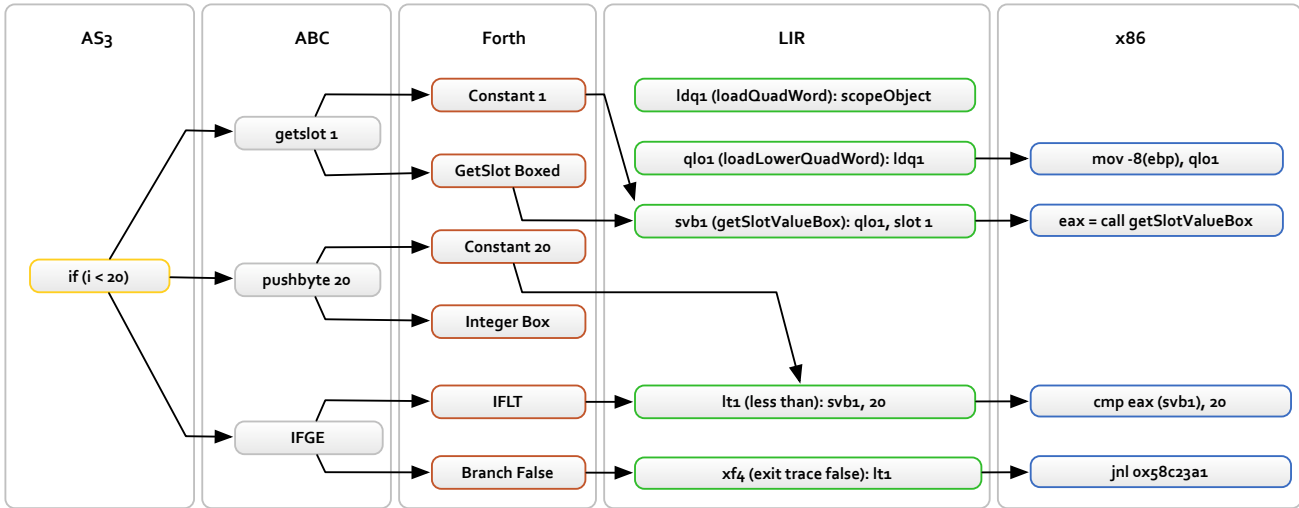 AS3
ABC
Forth
LIR
x86
if (i < 20)
getslot 1
pushbyte 20
IFGE
Constant 1
GetSlot Boxed
Constant 20
Integer Box
IFLT
Branch False
ldq1 (loadQuadWord): scopeObject
qlo1 (loadLowerQuadWord): ldq1
svb1 (getSlotValueBox): qlo1, slot 1
lt1 (less than): svb1, 20
xf4 (exit trace false): lt1
mov -8(ebp), qlo1
eax = call getSlotValueBox
cmp eax (svb1), 20
jnl 0x58c23a1